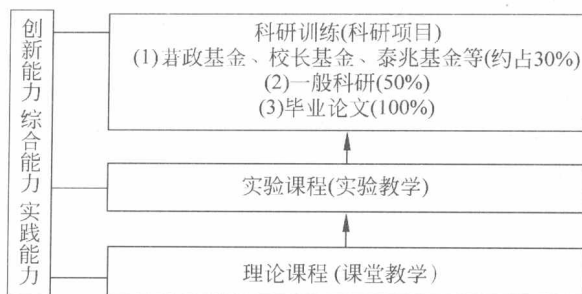 创新能力 综合能力 实践能力
科研训练(科研项目)
(1)莙政基金、校长基金、泰兆基金等(约占30%)
(2)一般科研(50%)
(3)毕业论文(100%)
实验课程(实验教学)
理论课程(课堂教学)